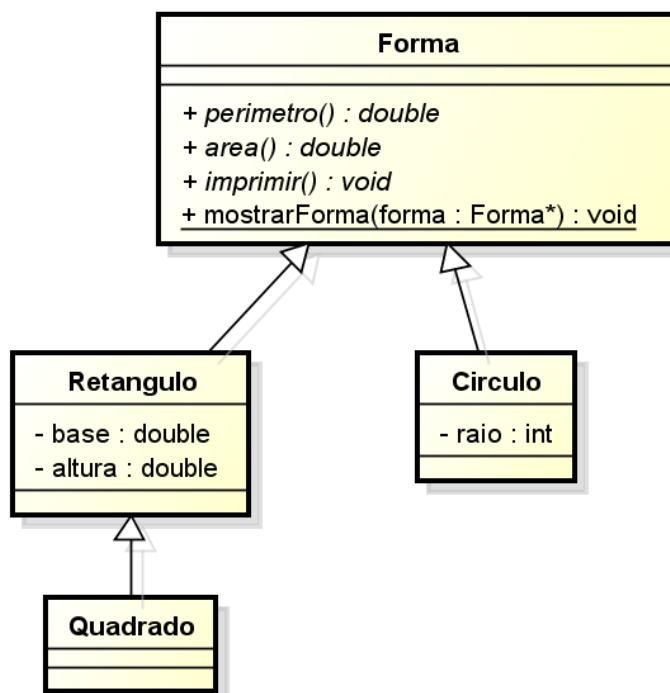 Forma
+ perimetro() : double
+ area() : double
+ imprimir() : void
+ mostrarForma(forma : Forma*) : void
Retangulo
- base : double
- altura : double
Circulo
- raio : int
Quadrado